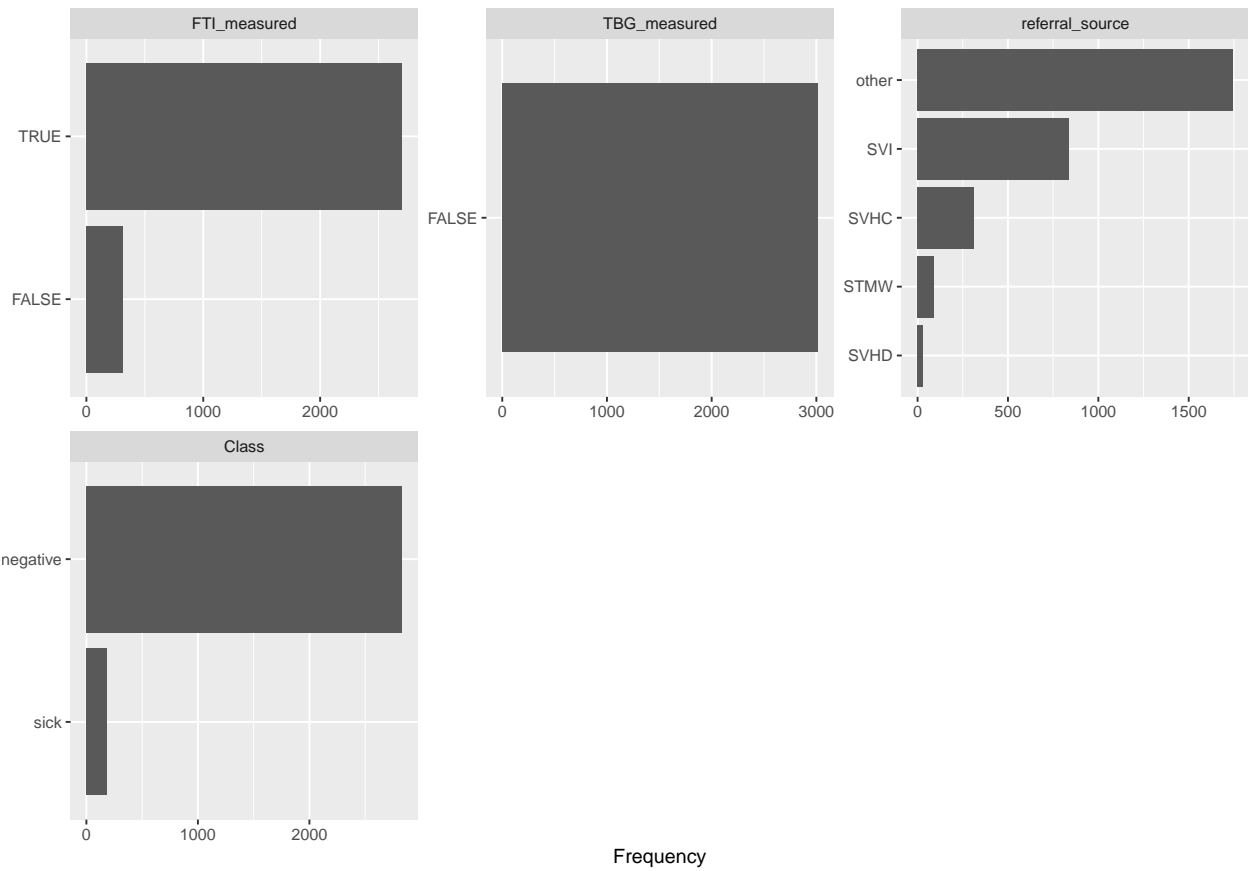 FTI_measured
TRUE
FALSE
0 1000 2000
TBG_measured
FALSE
0 1000 2000 3000
referral_source
other
SVI
SVHC
STMW
SVHD
0 500 1000 1500
Class
negative
sick
0 1000 2000
Frequency